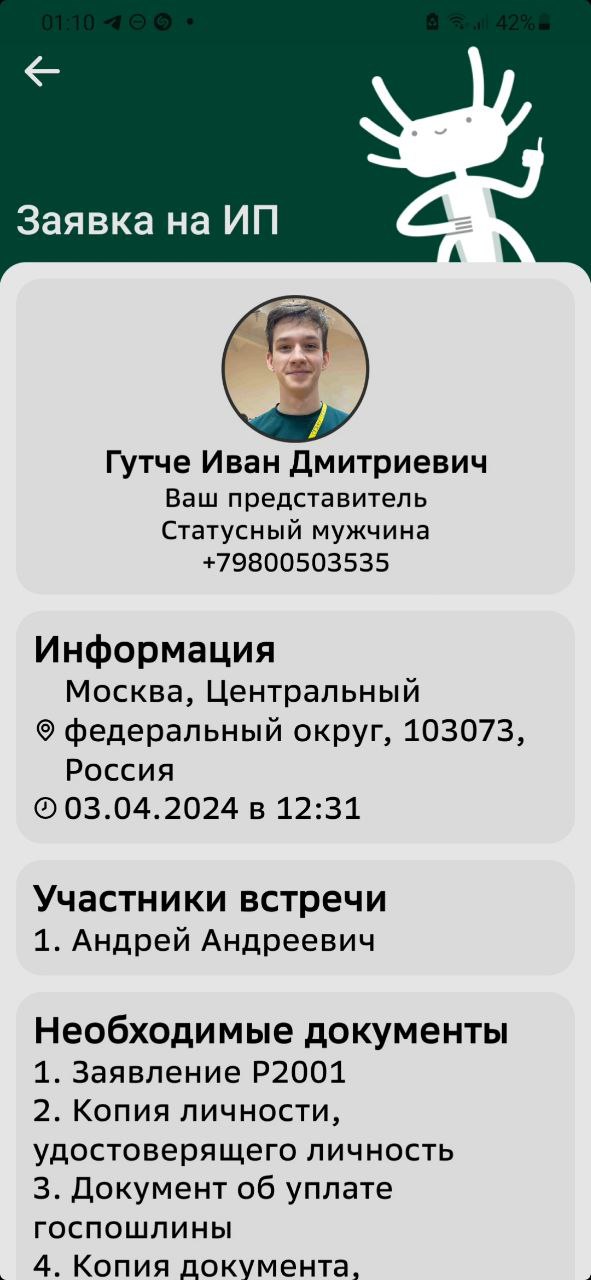 01:10
42%
Заявка на ИП
Гутче Иван Дмитриевич
Ваш представитель
Статусный мужчина
+79800503535
Информация
Москва, Центральный
федеральный округ, 103073,
Россия
03.04.2024 в 12:31
Участники встречи
1. Андрей Андреевич
Необходимые документы
1. Заявление Р2001
2. Копия личности,
удостоверящего личность
3. Документ об уплате
госпошлины
4. Копия документа,